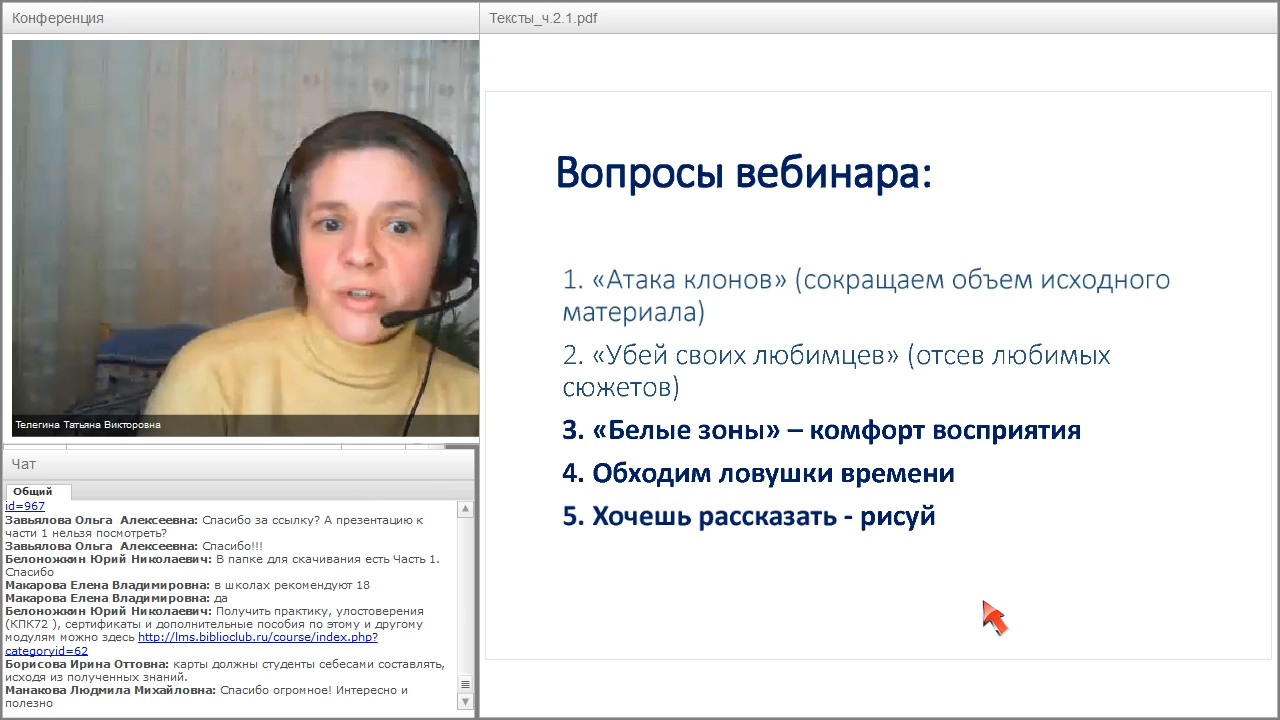 Конференция
Телегина Татьяна Викторовна
Чат
Общий
id=967
Завьялова Ольга Алексеевна: Спасибо за ссылку? А презентацию к
части 1 нельзя посмотреть?
Завьялова Ольга Алексеевна: Спасибо!!!
Белоножкин Юрий Николаевич: В папке для скачивания есть Часть 1.
Спасибо
Макарова Елена Владимировна: в школах рекомендуют 18
Макарова Елена Владимировна: да
Белоножкин Юрий Николаевич: Получить практику, удостоверения
(КПК72 ), сертификаты и дополнительные пособие по этому и другому
модулям можно здесь http://lms.biblioclub.ru/course/index.php?
categoryid=62
Борисова Ирина Оттовна: карты должны студенты себесами составлять,
исходя из полученных знаний.
Манакова Людмила Михайловна: Спасибо огромное! Интересно и
полезно
Тексты_ч.2.1.pdf
Вопросы вебинара:
1. «Атака клонов» (сокращаем объем исходного
материала)
2. «Убей своих любимцев» (отсев любимых
сюжетов)
3. «Белые зоны» – комфорт восприятия
4. Обходим ловушки времени
5. Хочешь рассказать - рисуй